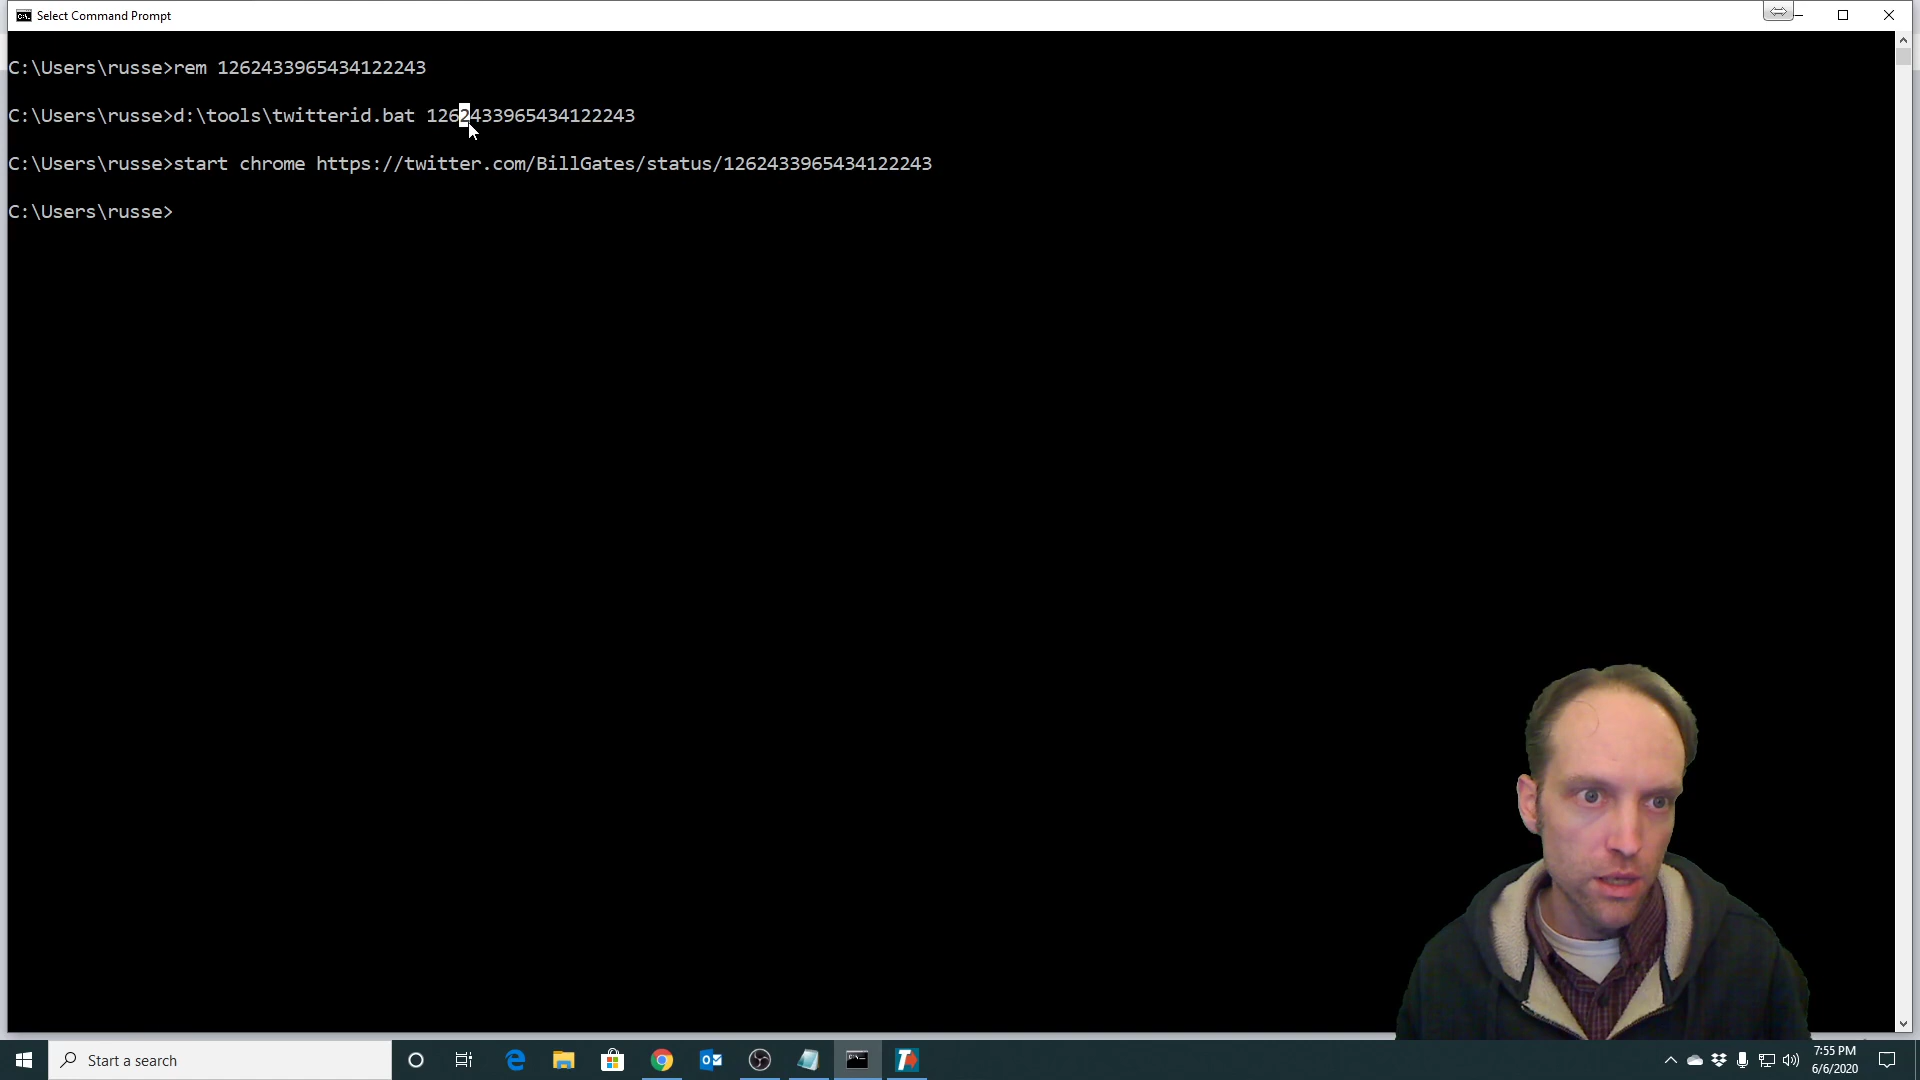 Select Command Prompt
C:\Users\russe>rem 1262433965434122243
C:\Users\russe>d:\tools\twitterid.bat 1262433965434122243
C:\Users\russe>start chrome https://twitter.com/BillGates/status/1262433965434122243
C:\Users\russe>
Start a search
7:55 PM
6/6/2020